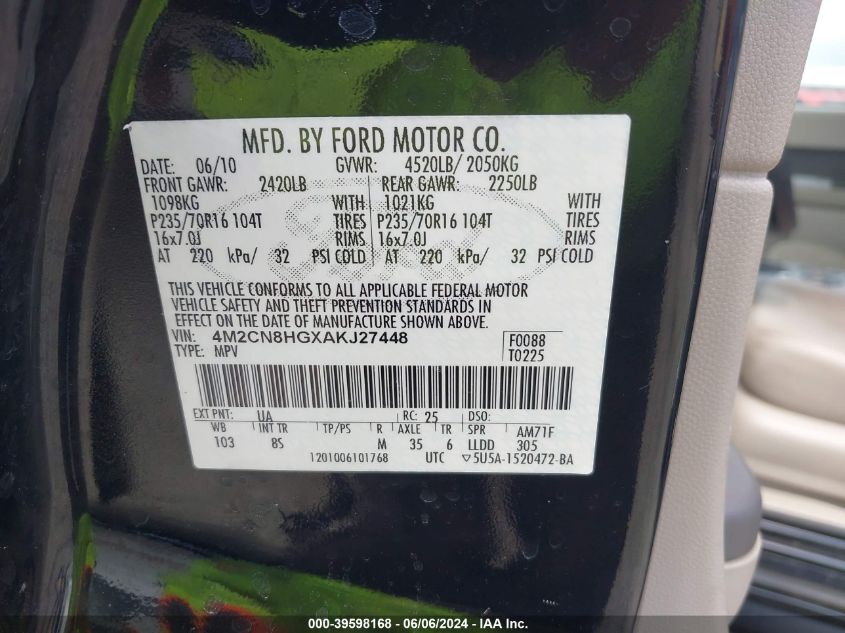 MFD. BY FORD MOTOR CO.
DATE: 06/10 GVWR: 4520LB/ 2050KG
FRONT GAWR: 2420LB REAR GAWR: 2250LB
1098KG WITH 1021KG WITH
P235/70R16 104T TIRES P235/70R16 104T TIRES
16x7.0J RIMS 16x7.0J RIMS
AT 220 kPa/ 32 PSI COLD AT 220 kPa/ 32 PSI COLD
THIS VEHICLE CONFORMS TO ALL APPLICABLE FEDERAL MOTOR
VEHICLE SAFETY AND THEFT PREVENTION STANDARDS IN
EFFECT ON THE DATE OF MANUFACTURE SHOWN ABOVE.
VIN: 4M2CN8HGXAKJ27448 F0088
TYPE: MPV T0225
EXT PNT: UA RC: 25 DSO:
WB INT TR TP/PS R AXLE TR SPR AM71F
103 8S M 35 6 LLDD 305
1201006101768 UTC ▽5U5A-1520472-BA
000-39598168 - 06/06/2024 - IAAI.com